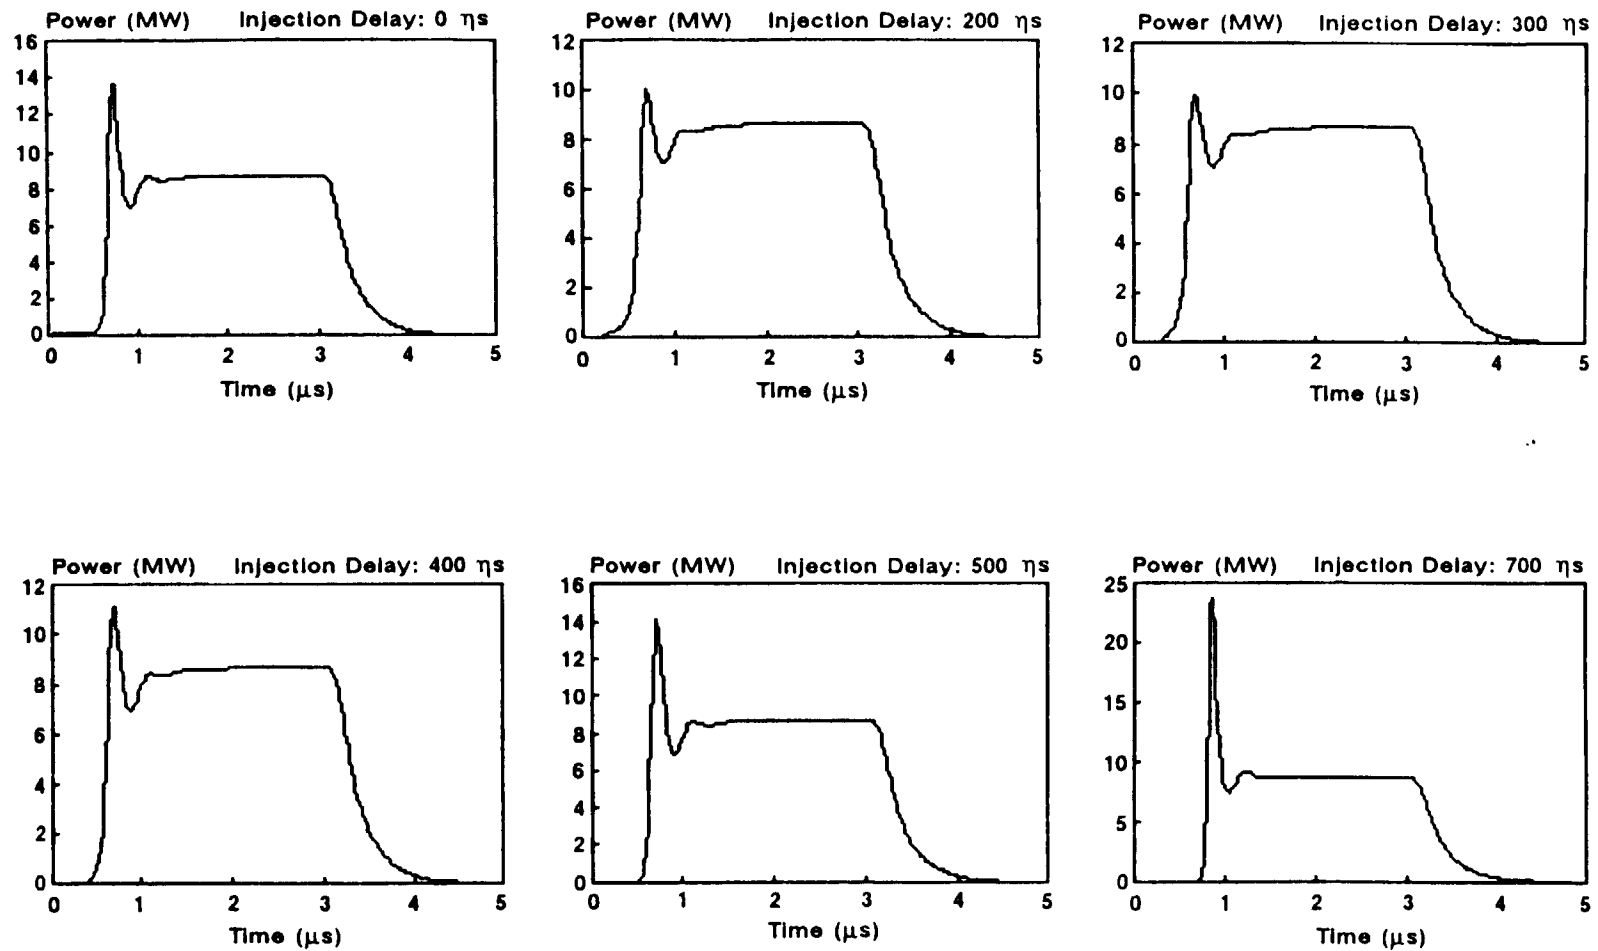 Power (MW) Injection Delay: 0 ηs
16
14
12
10
8
6
4
2
0
0 1 2 3 4 5
Time (μs)
Power (MW) Injection Delay: 200 ηs
12
10
8
6
4
2
0
0 1 2 3 4 5
Time (μs)
Power (MW) Injection Delay: 300 ηs
12
10
8
6
4
2
0
0 1 2 3 4 5
Time (μs)
Power (MW) Injection Delay: 400 ηs
12
10
8
6
4
2
0
0 1 2 3 4 5
Time (μs)
Power (MW) Injection Delay: 500 ηs
16
14
12
10
8
6
4
2
0
0 1 2 3 4 5
Time (μs)
Power (MW) Injection Delay: 700 ηs
25
20
15
10
5
0
0 1 2 3 4 5
Time (μs)